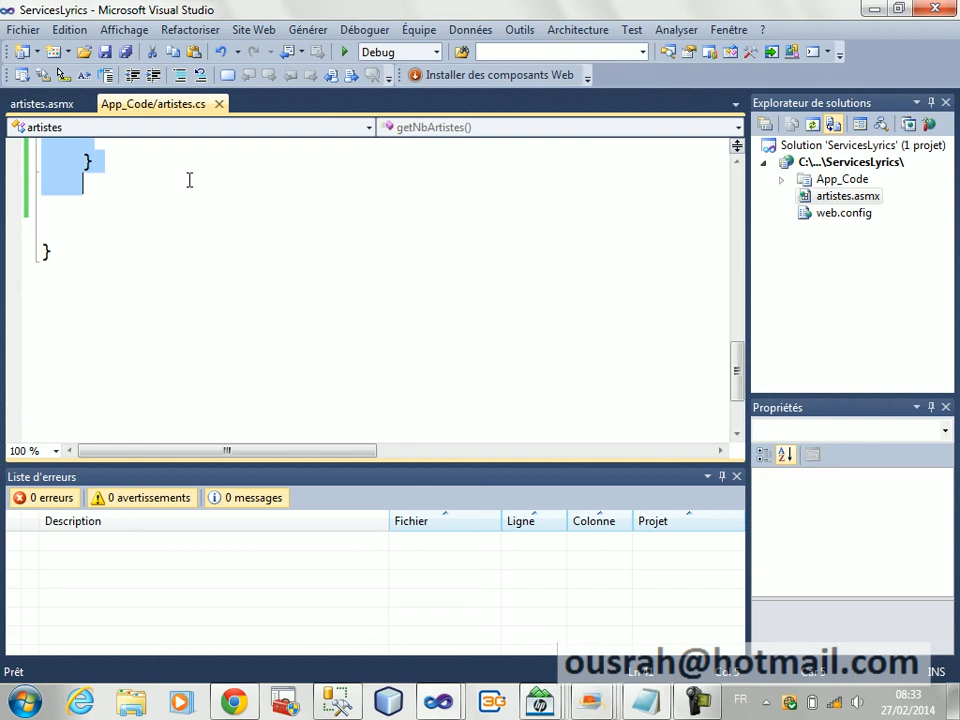 ServicesLyrics - Microsoft Visual Studio
Fichier Edition Affichage Refactoriser Site Web Générer Déboguer Équipe Données Outils Architecture Test Analyser Fenêtre ?
Debug
Installer des composants Web
artistes.asmx App_Code/artistes.cs
artistes getNbArtistes()
}
}
100 %
Explorateur de solutions
Solution 'ServicesLyrics' (1 projet)
C:\...\ServicesLyrics\
App_Code
artistes.asmx
web.config
Propriétés
Liste d'erreurs
0 erreurs 0 avertissements 0 messages
Description Fichier Ligne Colonne Projet
Prêt
INS
ousrah@hotmail.com
FR
08:33
27/02/2014